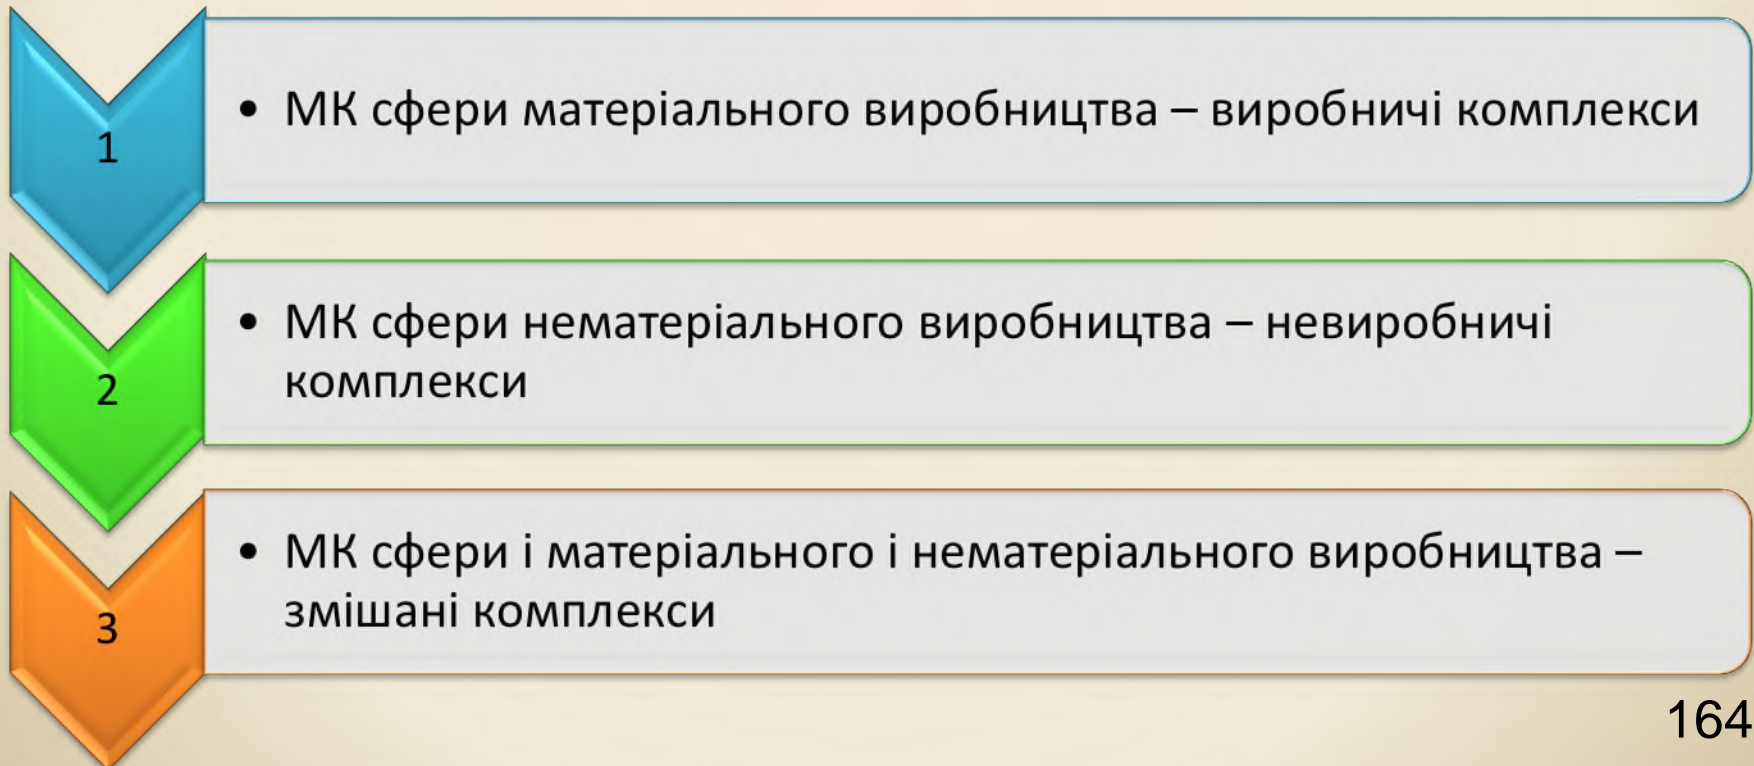 1
• МК сфери матеріального виробництва – виробничі комплекси
2
• МК сфери нематеріального виробництва – невиробничі
комплекси
3
• МК сфери і матеріального і нематеріального виробництва –
змішані комплекси
164